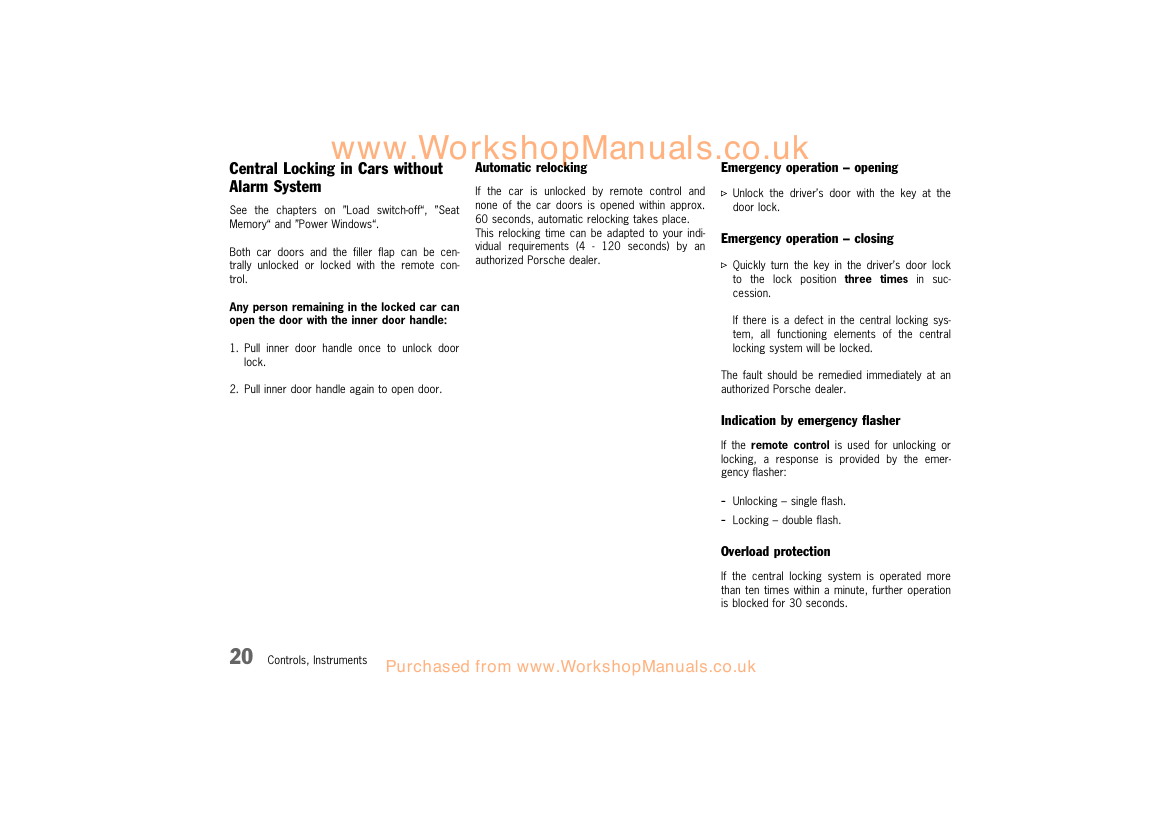 www.WorkshopManuals.co.uk
Central Locking in Cars without
Alarm System
See the chapters on "Load switch-off“, "Seat
Memory“ and "Power Windows“.
Both car doors and the filler flap can be cen-
trally unlocked or locked with the remote con-
trol.
Any person remaining in the locked car can
open the door with the inner door handle:
1. Pull inner door handle once to unlock door
lock.
2. Pull inner door handle again to open door.
Automatic relocking
If the car is unlocked by remote control and
none of the car doors is opened within approx.
60 seconds, automatic relocking takes place.
This relocking time can be adapted to your indi-
vidual requirements (4 - 120 seconds) by an
authorized Porsche dealer.
Emergency operation – opening
▷ Unlock the driver's door with the key at the
door lock.
Emergency operation – closing
▷ Quickly turn the key in the driver's door lock
to the lock position three times in suc-
cession.
If there is a defect in the central locking sys-
tem, all functioning elements of the central
locking system will be locked.
The fault should be remedied immediately at an
authorized Porsche dealer.
Indication by emergency flasher
If the remote control is used for unlocking or
locking, a response is provided by the emer-
gency flasher:
- Unlocking – single flash.
- Locking – double flash.
Overload protection
If the central locking system is operated more
than ten times within a minute, further operation
is blocked for 30 seconds.
20 Controls, Instruments
Purchased from www.WorkshopManuals.co.uk